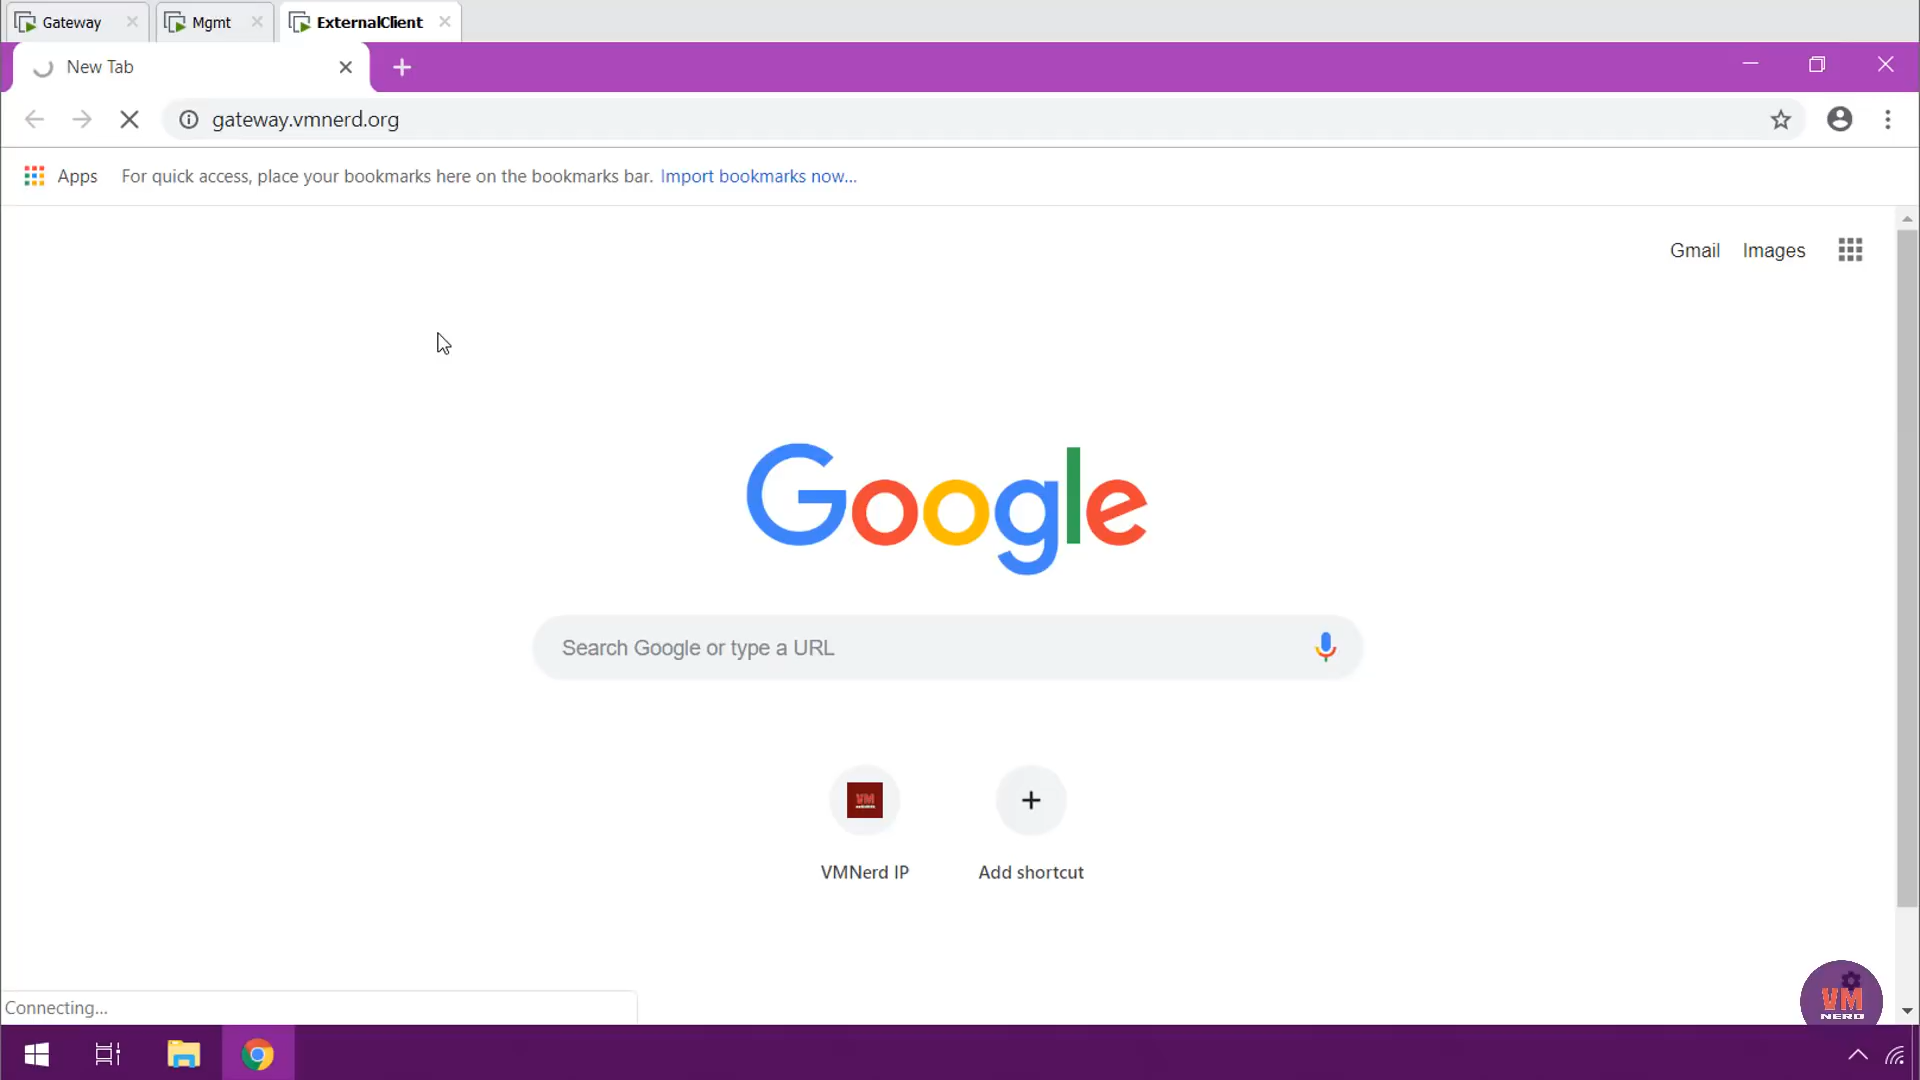 Gateway
Mgmt
ExternalClient
New Tab
gateway.vmnerd.org
Apps
For quick access, place your bookmarks here on the bookmarks bar. Import bookmarks now...
Gmail
Images
Google
Search Google or type a URL
VM
VMNerd IP
Add shortcut
Connecting...
VM
NERD